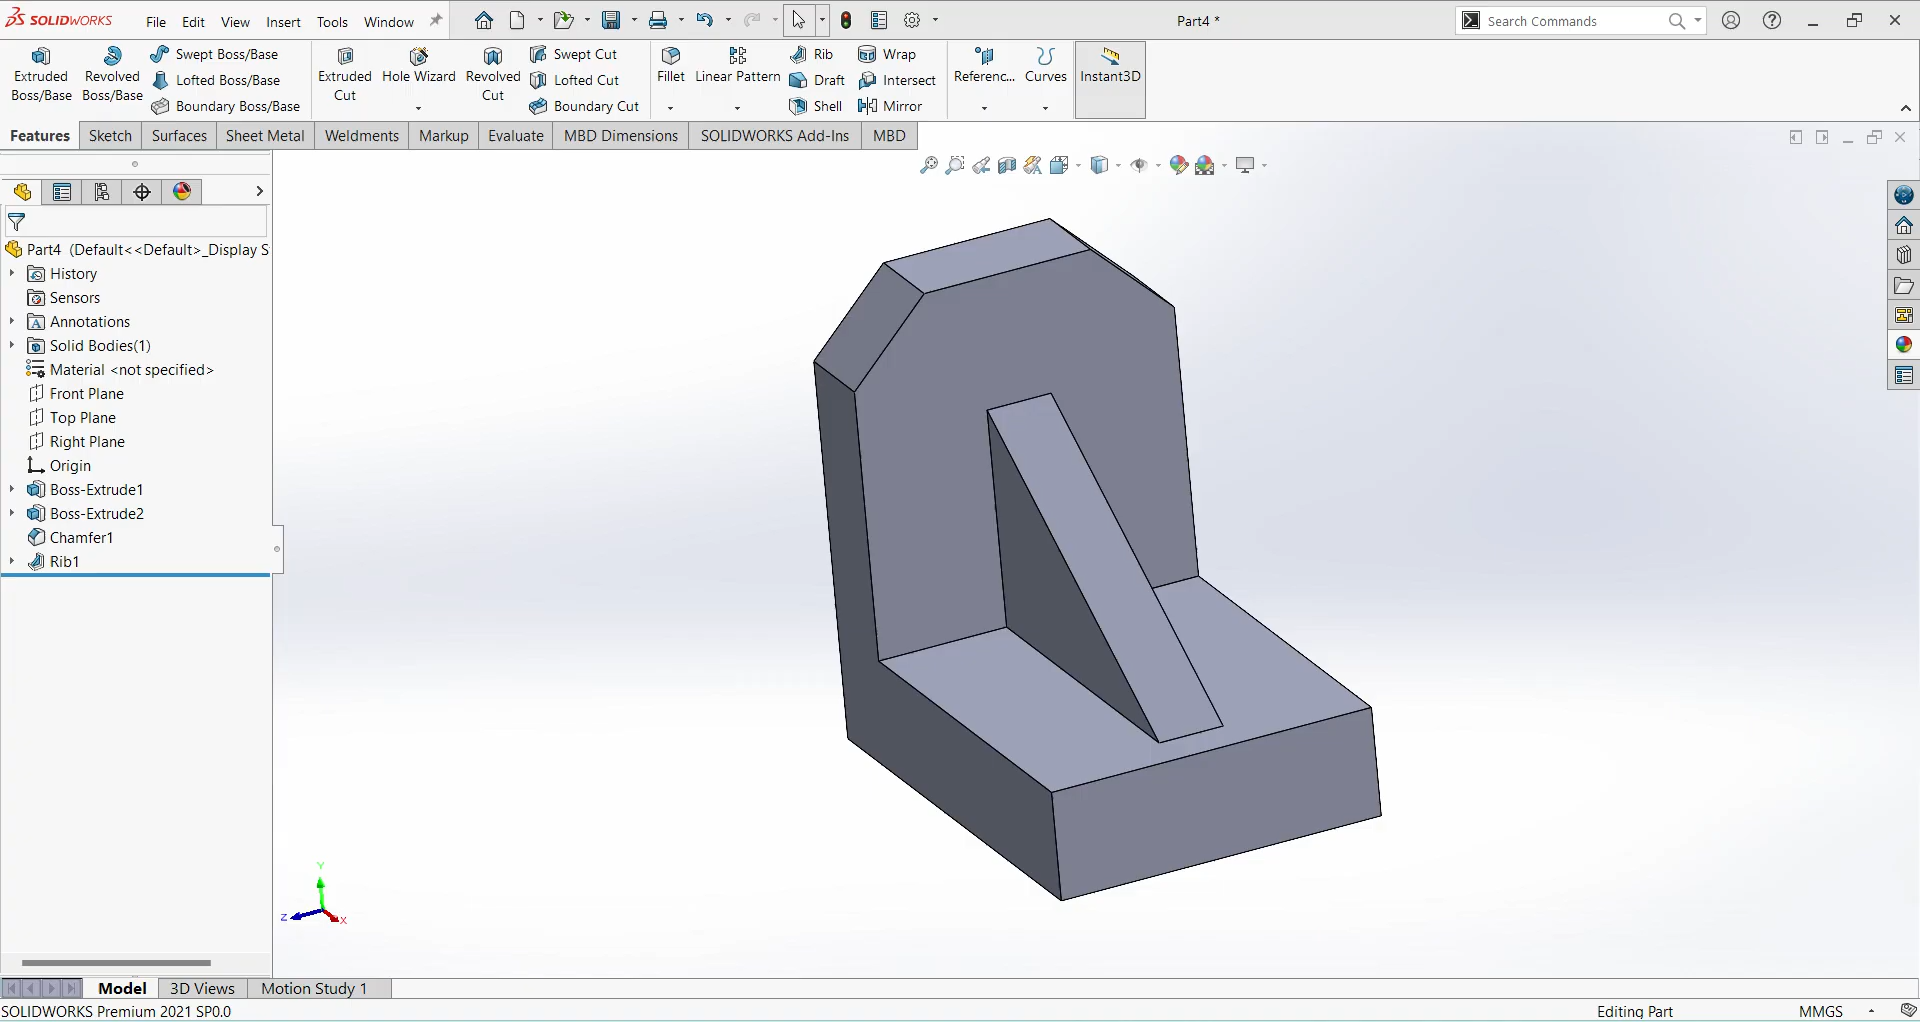 SOLIDWORKS File Edit View Insert Tools Window Part4 * Search Commands
Extruded Boss/Base
Revolved Boss/Base
Swept Boss/Base
Lofted Boss/Base
Boundary Boss/Base
Extruded Cut
Hole Wizard
Revolved Cut
Swept Cut
Lofted Cut
Boundary Cut
Fillet
Linear Pattern
Rib
Draft
Shell
Wrap
Intersect
Mirror
Referenc...
Curves
Instant3D
Features Sketch Surfaces Sheet Metal Weldments Markup Evaluate MBD Dimensions SOLIDWORKS Add-Ins MBD
Part4 (Default<<Default>_Display S
History
Sensors
Annotations
Solid Bodies(1)
Material <not specified>
Front Plane
Top Plane
Right Plane
Origin
Boss-Extrude1
Boss-Extrude2
Chamfer1
Rib1
Y
Z
X
Model 3D Views Motion Study 1
SOLIDWORKS Premium 2021 SP0.0 Editing Part MMGS